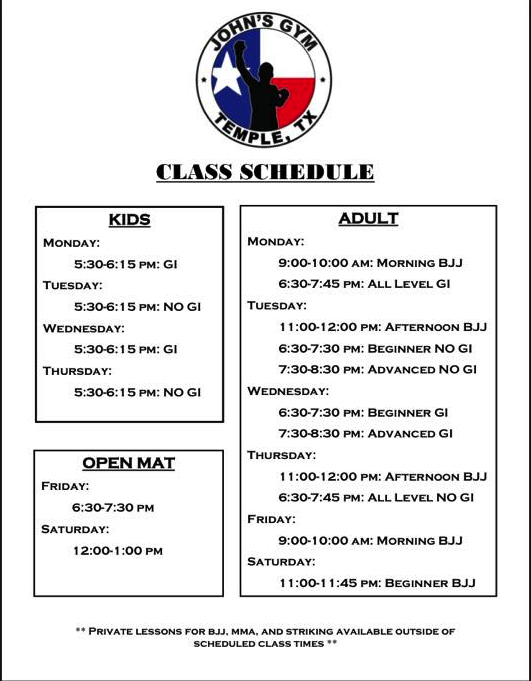 JOHN'S GYM
TEMPLE, TX
CLASS SCHEDULE
KIDS
MONDAY:
5:30-6:15 PM: GI
TUESDAY:
5:30-6:15 PM: NO GI
WEDNESDAY:
5:30-6:15 PM: GI
THURSDAY:
5:30-6:15 PM: NO GI
OPEN MAT
FRIDAY:
6:30-7:30 PM
SATURDAY:
12:00-1:00 PM
ADULT
MONDAY:
9:00-10:00 AM: MORNING BJJ
6:30-7:45 PM: ALL LEVEL GI
TUESDAY:
11:00-12:00 PM: AFTERNOON BJJ
6:30-7:30 PM: BEGINNER NO GI
7:30-8:30 PM: ADVANCED NO GI
WEDNESDAY:
6:30-7:30 PM: BEGINNER GI
7:30-8:30 PM: ADVANCED GI
THURSDAY:
11:00-12:00 PM: AFTERNOON BJJ
6:30-7:45 PM: ALL LEVEL NO GI
FRIDAY:
9:00-10:00 AM: MORNING BJJ
SATURDAY:
11:00-11:45 PM: BEGINNER BJJ
** PRIVATE LESSONS FOR BJJ, MMA, AND STRIKING AVAILABLE OUTSIDE OF
SCHEDULED CLASS TIMES **